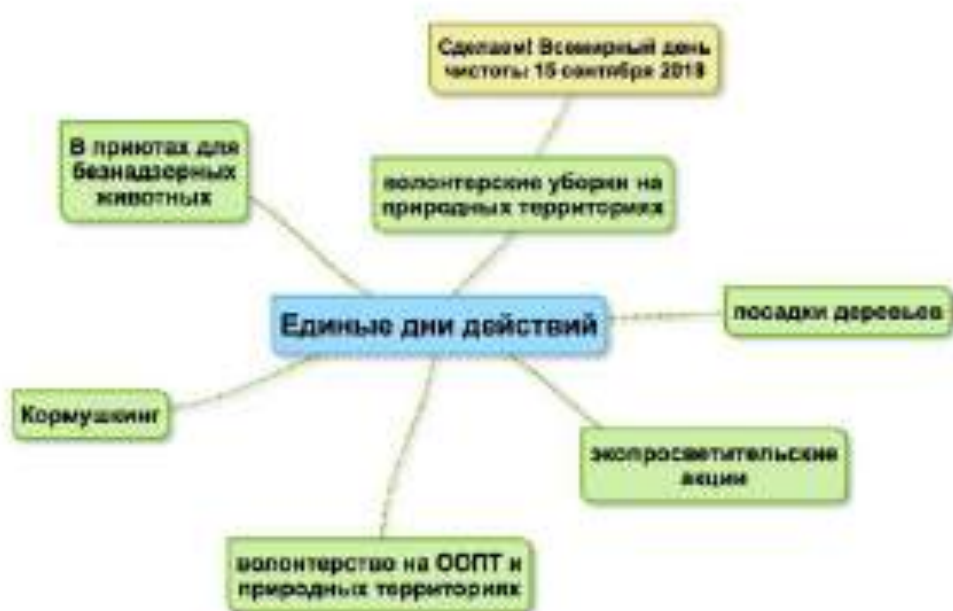 Сделаем! Всемирный день
чистоты 15 сентября 2018
В приютах для
безнадзорных
животных
волонтерские уборки на
природных территориях
Единые дни действий
посадки деревьев
Кормушкинг
экопросветительские
акции
волонтерство на ООПТ и
природных территориях